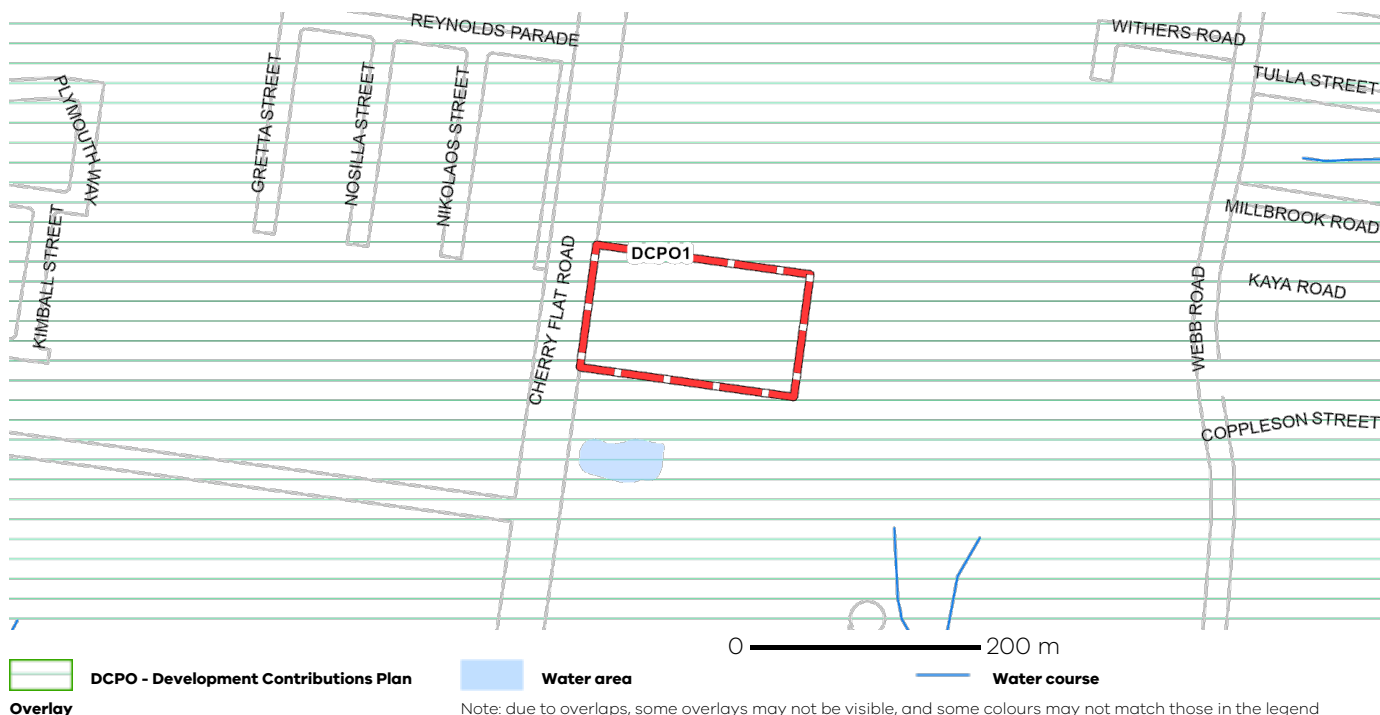 REYNOLDS PARADE
WITHERS ROAD
TULLA STREET
PLYMOUTH WAY
GRETTA STREET
NOSILLA STREET
NIKOLAOS STREET
MILLBROOK ROAD
KIMBALL STREET
DCPO1
CHERRY FLAT ROAD
WEBB ROAD
KAYA ROAD
COPPLESON STREET
0 200 m
DCPO - Development Contributions Plan
Overlay
Water area
Water course
Note: due to overlaps, some overlays may not be visible, and some colours may not match those in the legend